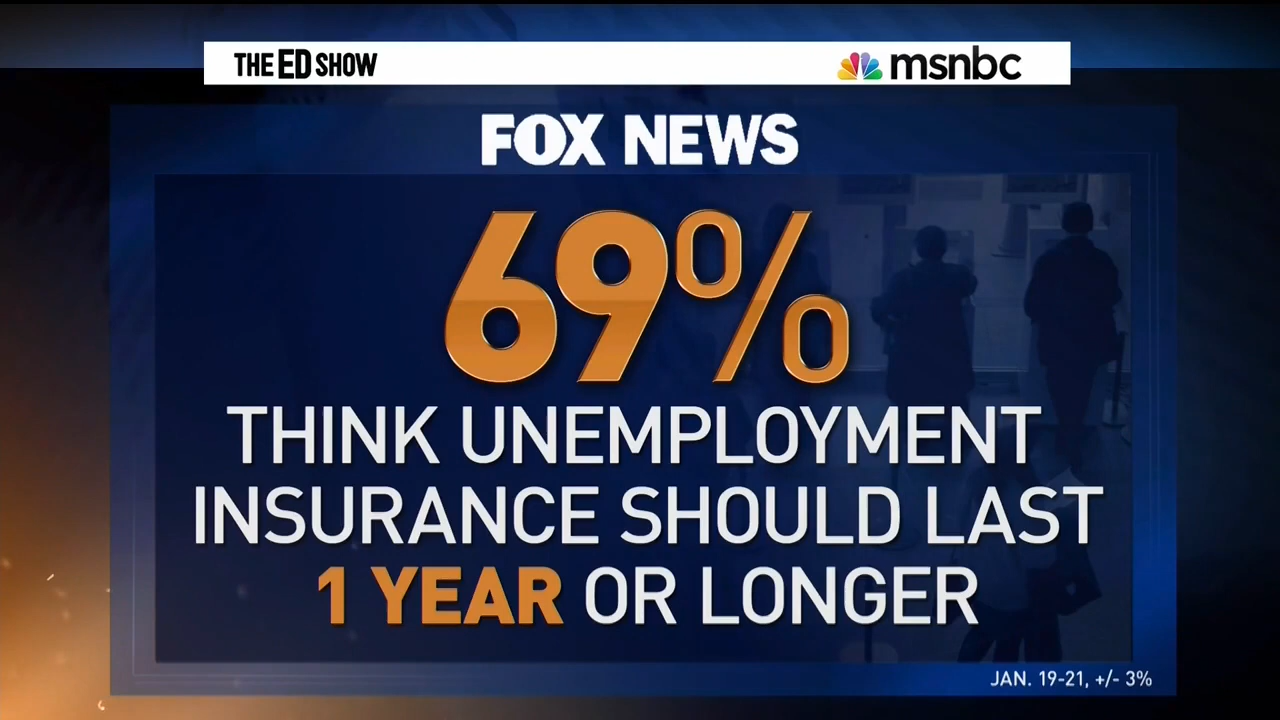 THE ED SHOW msnbc
FOX NEWS
69%
THINK UNEMPLOYMENT
INSURANCE SHOULD LAST
1 YEAR OR LONGER
JAN. 19-21, +/- 3%